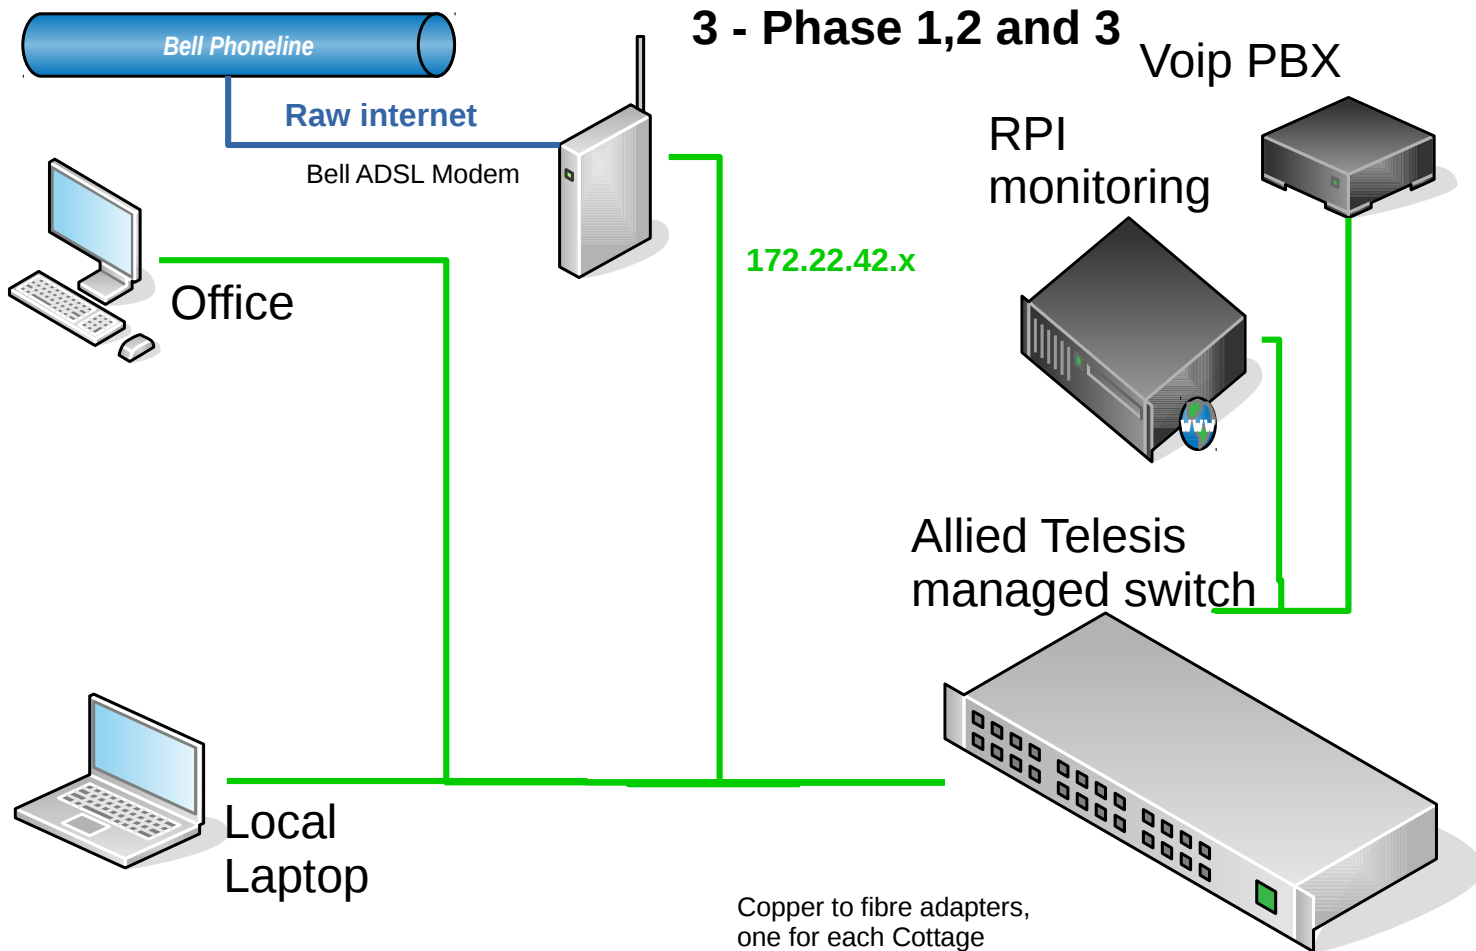 3 - Phase 1,2 and 3
Bell Phoneline
Voip PBX
Raw internet
RPI
monitoring
Bell ADSL Modem
172.22.42.x
Office
www
Allied Telesis
managed switch
Local
Laptop
Copper to fibre adapters,
one for each Cottage